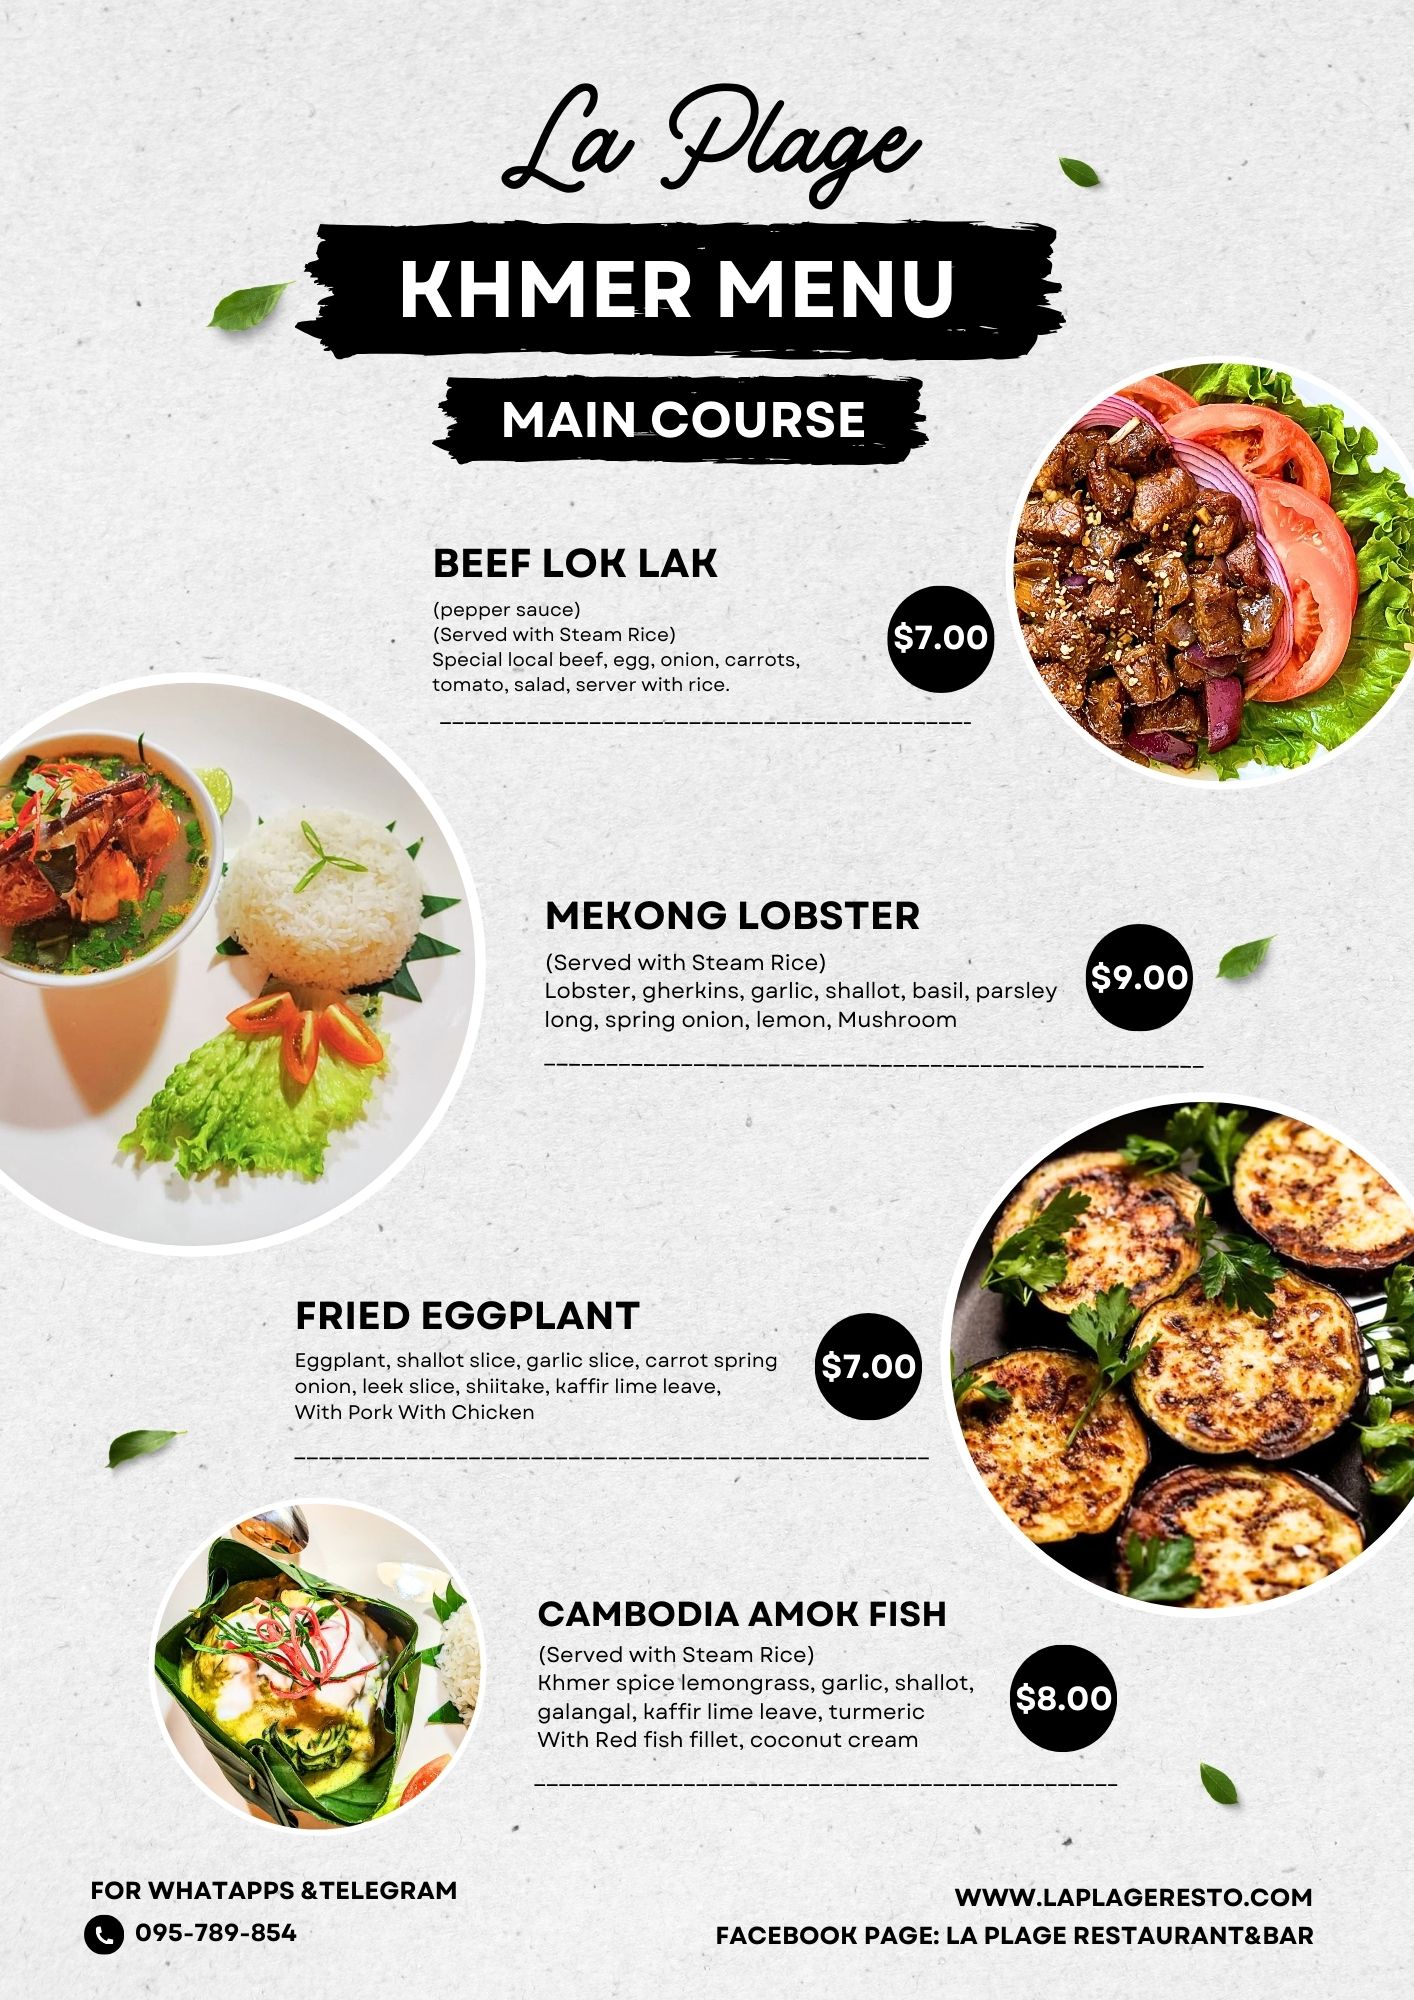 La Plage
KHMER MENU
MAIN COURSE
BEEF LOK LAK
(pepper sauce)
(Served with Steam Rice)
Special local beef, egg, onion, carrots,
tomato, salad, server with rice.
$7.00
MEKONG LOBSTER
(Served with Steam Rice)
Lobster, gherkins, garlic, shallot, basil, parsley
long, spring onion, lemon, Mushroom
$9.00
FRIED EGGPLANT
Eggplant, shallot slice, garlic slice, carrot spring
onion, leek slice, shiitake, kaffir lime leave,
With Pork With Chicken
$7.00
CAMBODIA AMOK FISH
(Served with Steam Rice)
Khmer spice lemongrass, garlic, shallot,
galangal, kaffir lime leave, turmeric
With Red fish fillet, coconut cream
$8.00
FOR WHATAPPS &TELEGRAM
095-789-854
WWW.LAPLAGERESTO.COM
FACEBOOK PAGE: LA PLAGE RESTAURANT&BAR